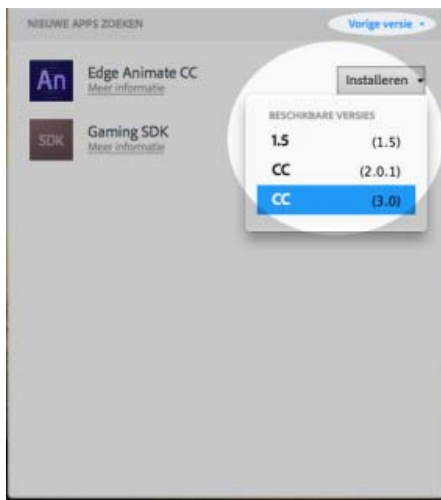 NIEUWE APPS ZOEKEN
Vorige versie
An
Edge Animate CC
Installeren
Meer informatie
BESCHIKBARE VERSIES
SDK
Gaming SDK
1.5 (1.5)
Meer informatie
CC (2.0.1)
CC (3.0)